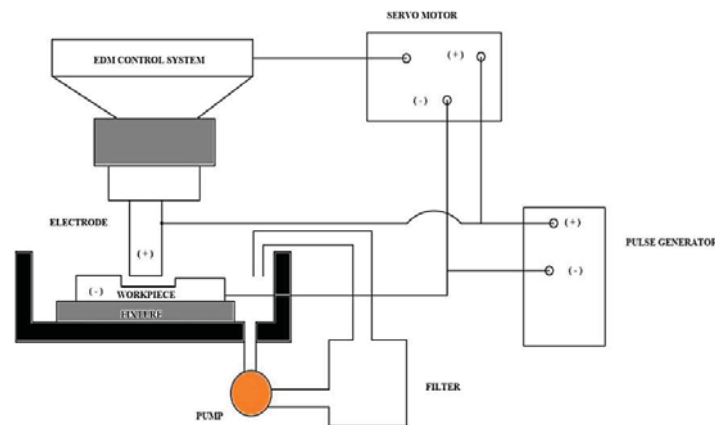 SERVO MOTOR
EDM CONTROL SYSTEM
(+)
(-)
ELECTRODE
(+)
(+)
PULSE GENERATOR
(-)
(-)
WORKPIECE
FIXTURE
FILTER
PUMP